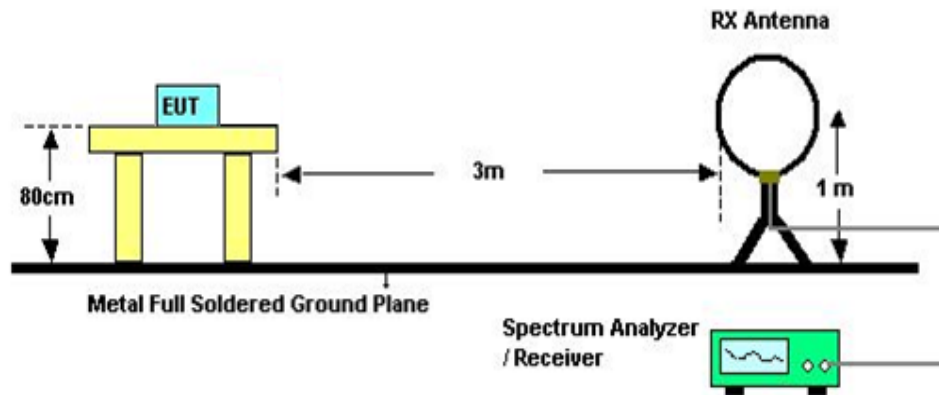 RX Antenna
EUT
3m
80cm
1 m
Metal Full Soldered Ground Plane
Spectrum Analyzer
/ Receiver